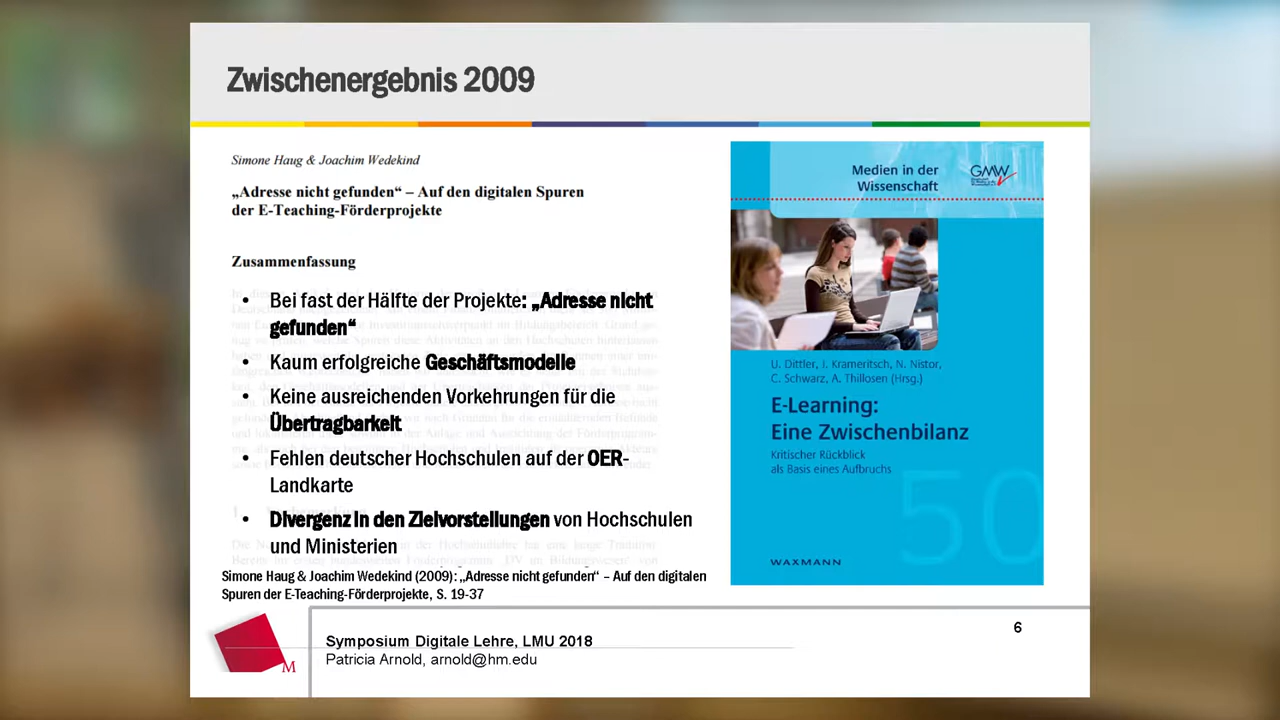 Zwischenergebnis 2009
Simone Haug & Joachim Wedekind
„Adresse nicht gefunden“ – Auf den digitalen Spuren
der E-Teaching-Förderprojekte
Zusammenfassung
• Bei fast der Hälfte der Projekte: „Adresse nicht
gefunden“
• Kaum erfolgreiche Geschäftsmodelle
• Keine ausreichenden Vorkehrungen für die
Übertragbarkeit
• Fehlen deutscher Hochschulen auf der OER-
Landkarte
• Divergenz in den Zielvorstellungen von Hochschulen
und Ministerien
Simone Haug & Joachim Wedekind (2009): „Adresse nicht gefunden“ – Auf den digitalen
Spuren der E-Teaching-Förderprojekte, S. 19-37
Medien in der
Wissenschaft
GMW
U. Dittler, J. Krameritsch, N. Nistor,
C. Schwarz, A. Thillosen (Hrsg.)
E-Learning:
Eine Zwischenbilanz
Kritischer Rückblick
als Basis eines Aufbruchs
50
WAXMANN
M
Symposium Digitale Lehre, LMU 2018
Patricia Arnold, arnold@hm.edu
6